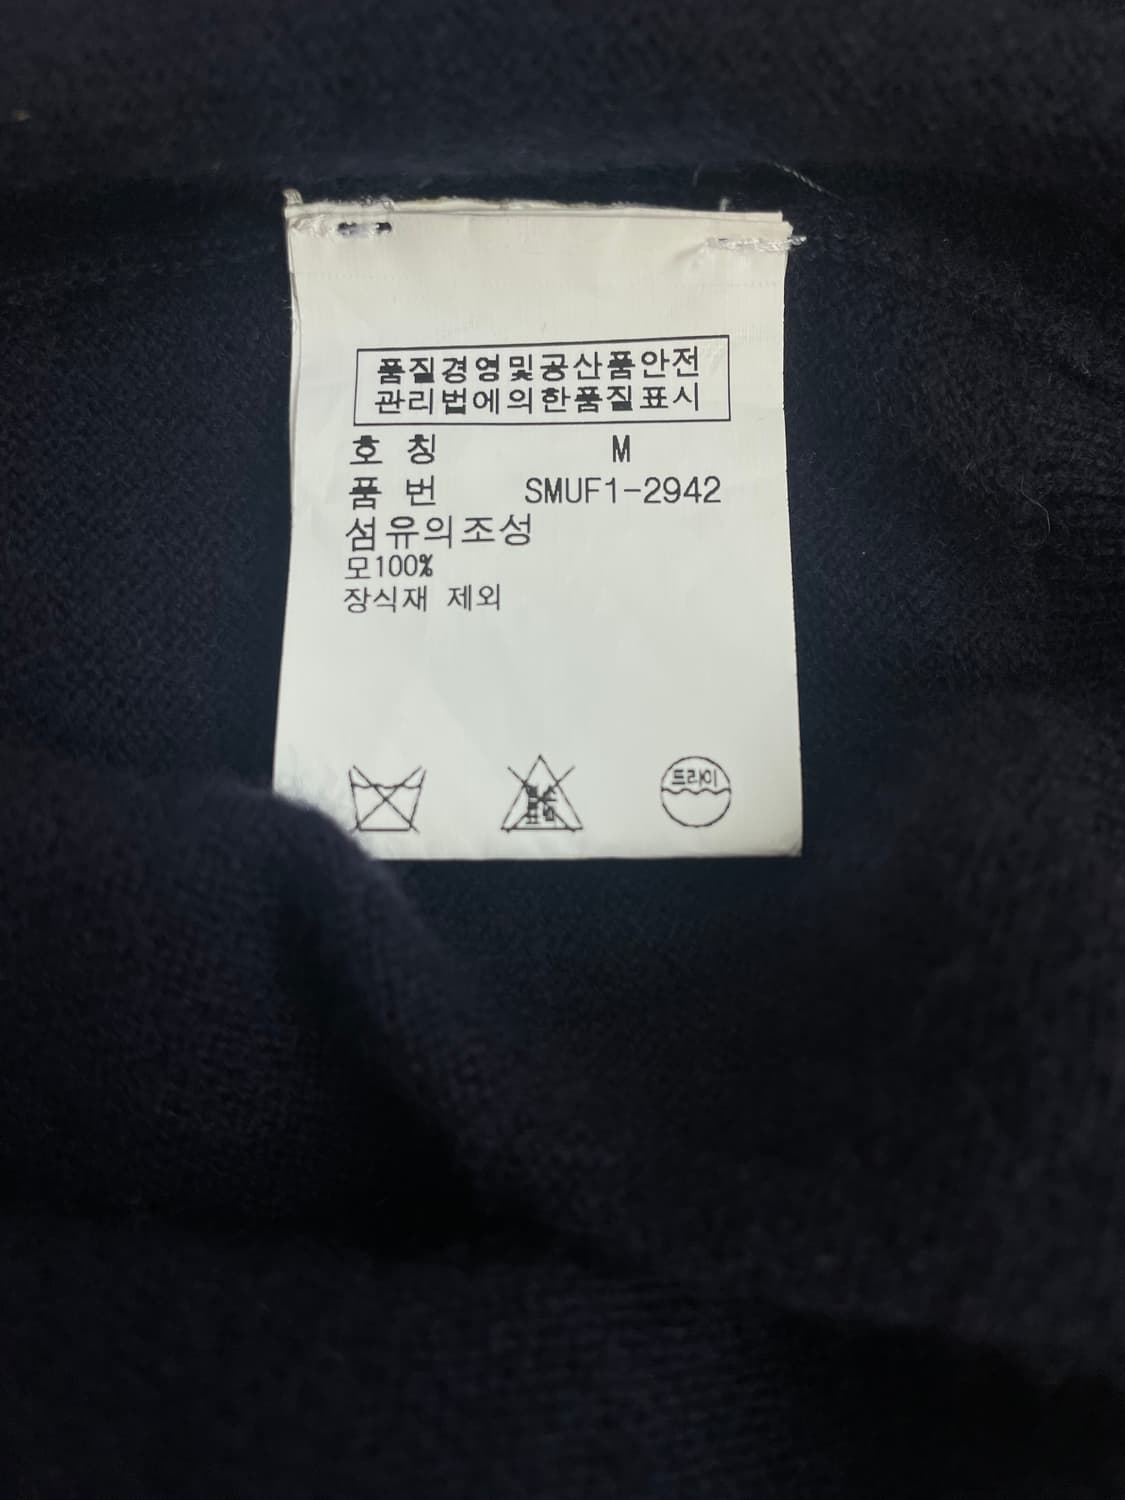 품질경영및공산품안전
관리법에의한품질표시
호 칭 M
품 번 SMUF1-2942
섬유의조성
모100%
장식재 제외
드라이